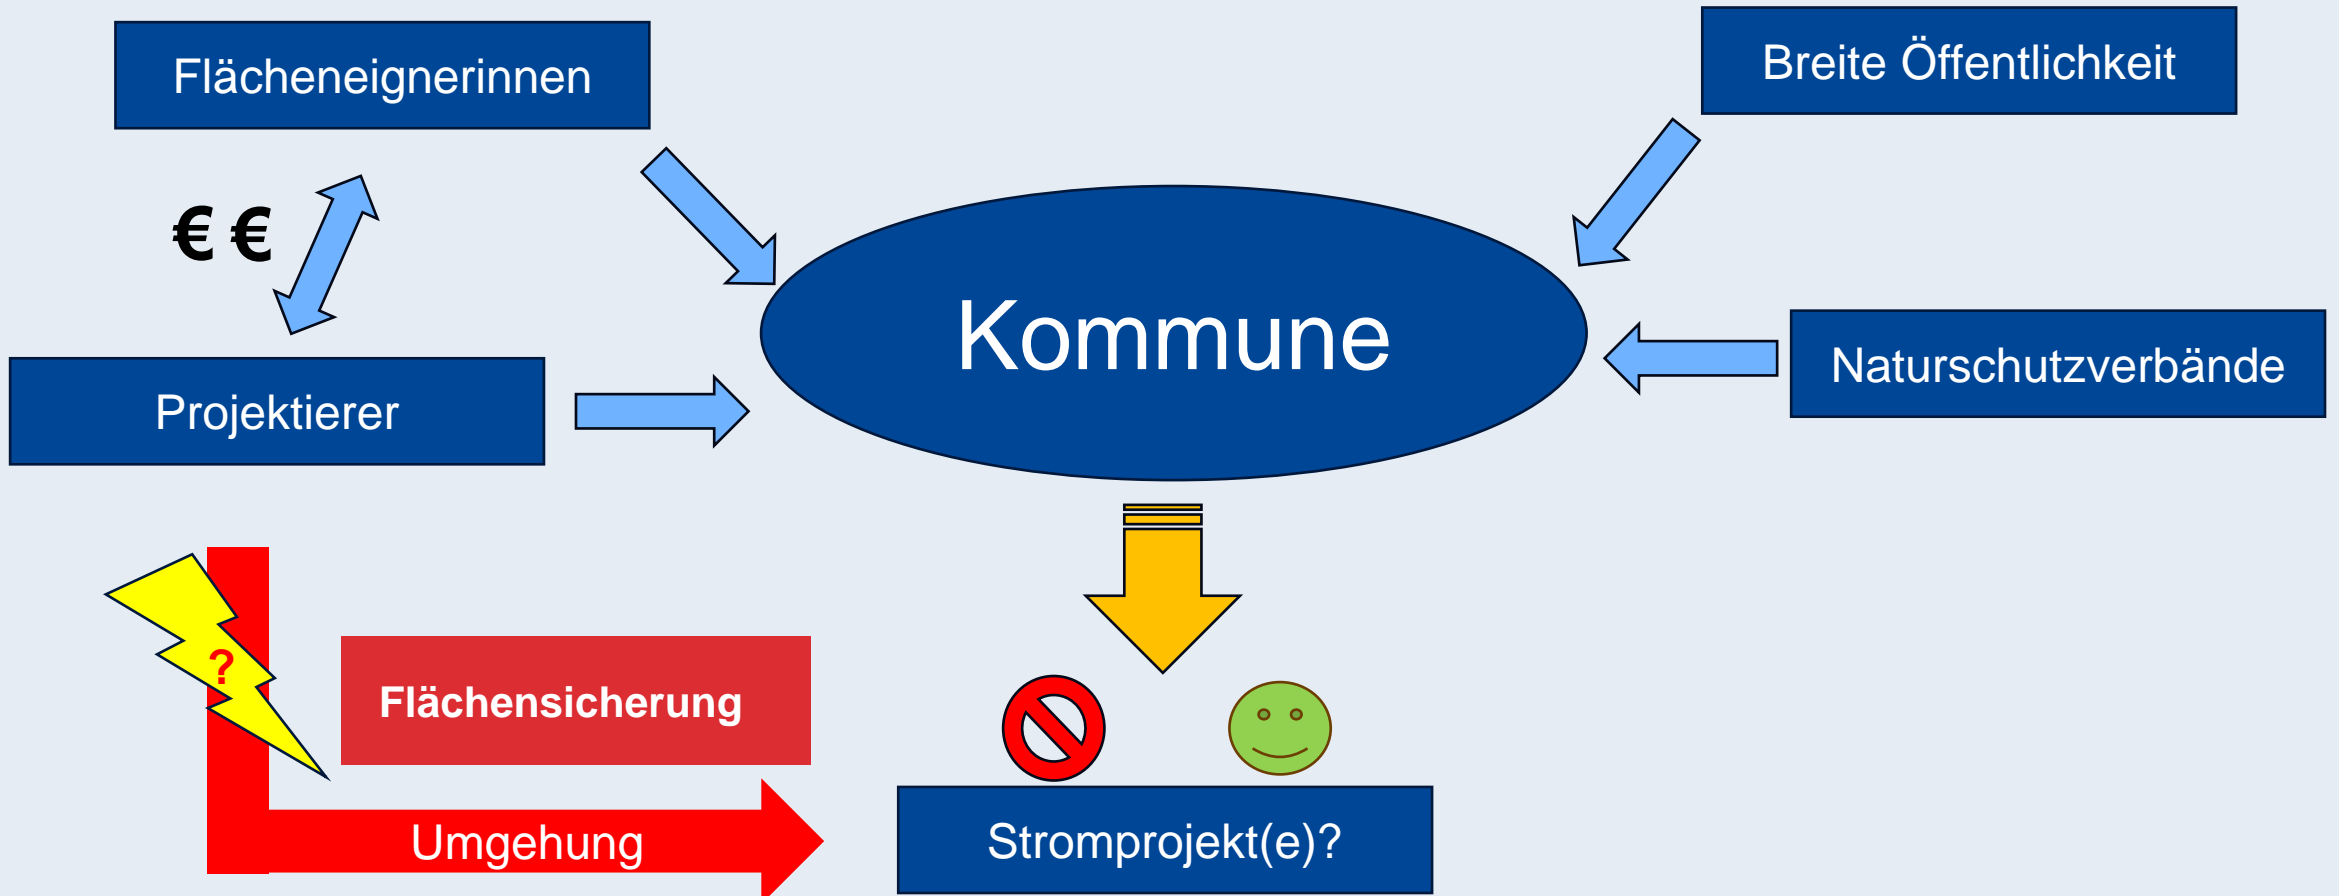 Flächeneignerinnen
Breite Öffentlichkeit
€ €
Kommune
Naturschutzverbände
Projektierer
?
Flächensicherung
Umgehung
Stromprojekt(e)?